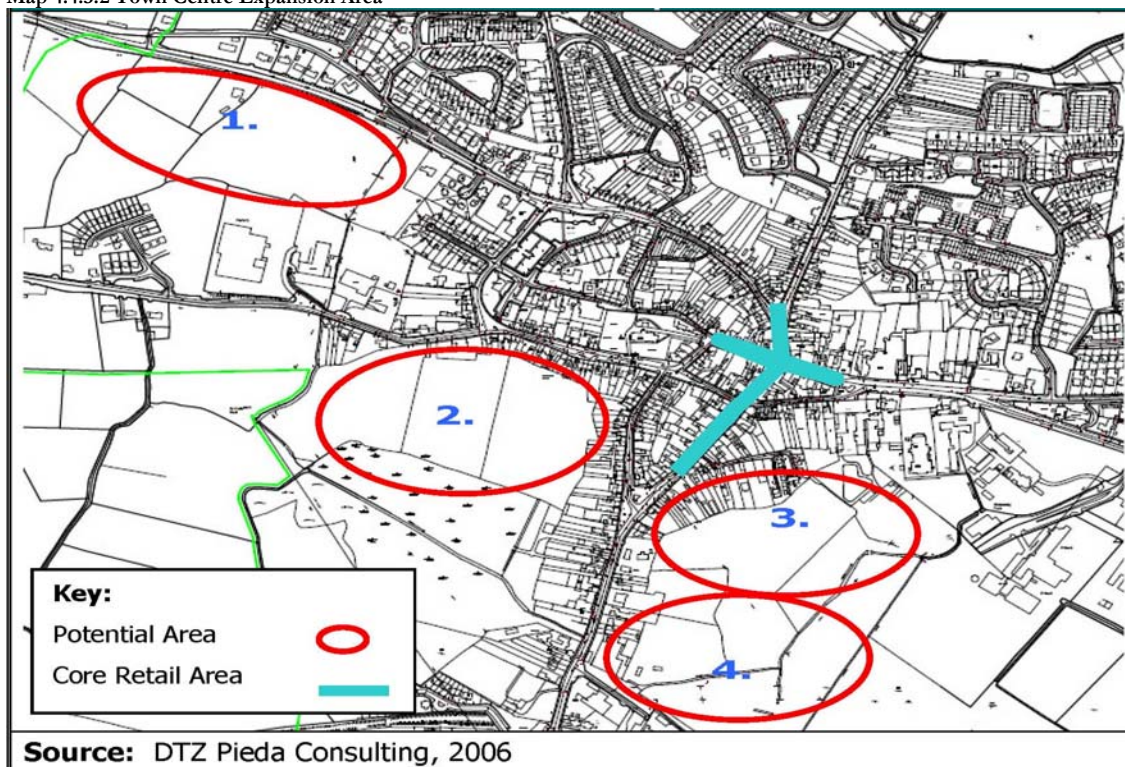 Map 4.4.3.2 Town Centre Expansion Area
1.
2.
3.
4.
Key:
Potential Area
Core Retail Area
Source: DTZ Pieda Consulting, 2006